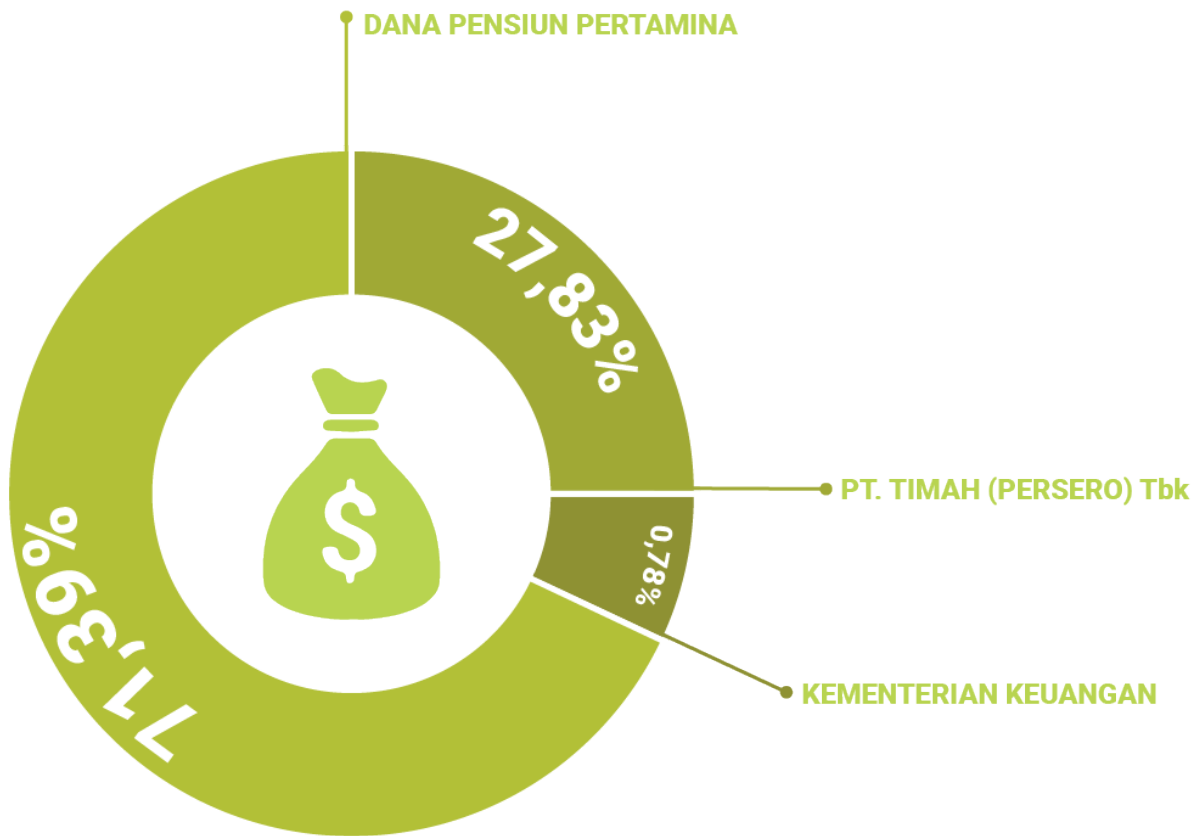 DANA PENSIUN PERTAMINA
27,83%
PT. TIMAH (PERSERO) Tbk
0,78%
KEMENTERIAN KEUANGAN
71,39%
$